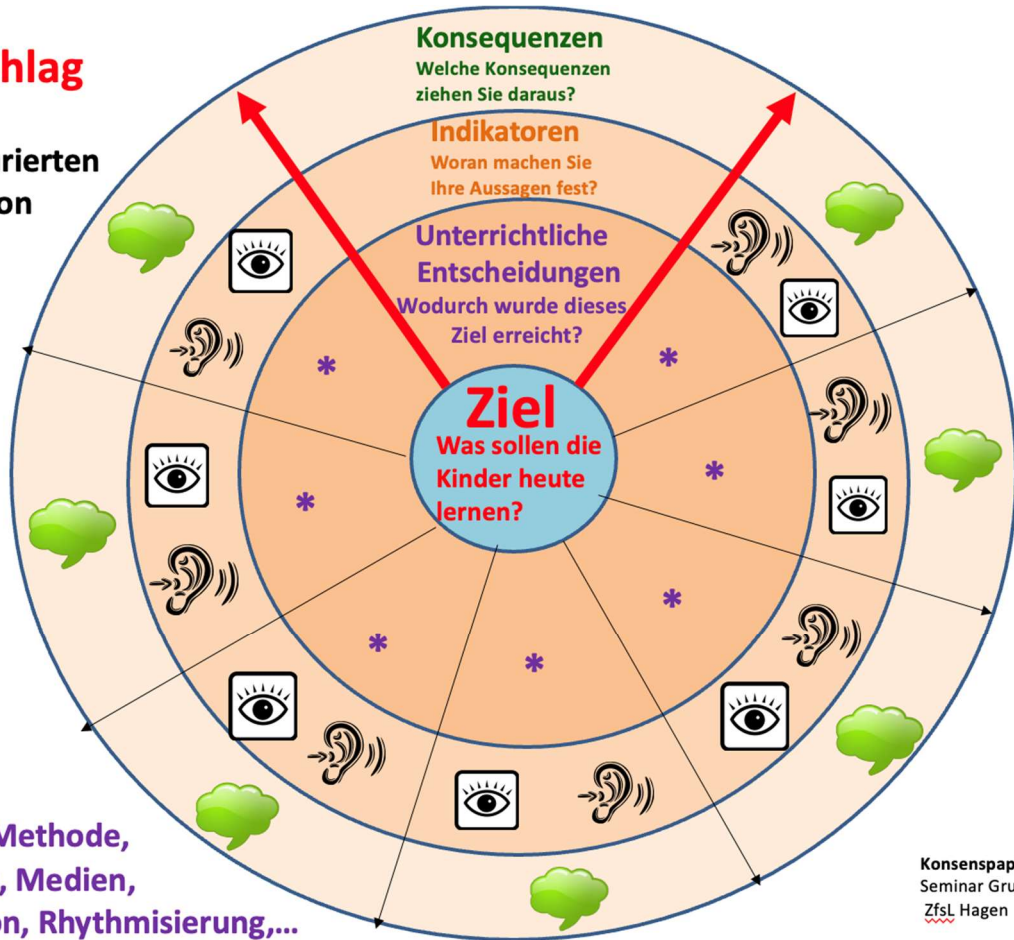 hlag
rierten
on
Konsequenzen
Welche Konsequenzen
ziehen Sie daraus?
Indikatoren
Woran machen Sie
Ihre Aussagen fest?
Unterrichtliche
Entscheidungen
Wodurch wurde dieses
Ziel erreicht?
*
*
Ziel
Was sollen die
Kinder heute
lernen?
*
*
*
*
*
Methode,
, Medien,
on, Rhythmisierung,...
Konsenspap
Seminar Gru
ZfsL Hagen